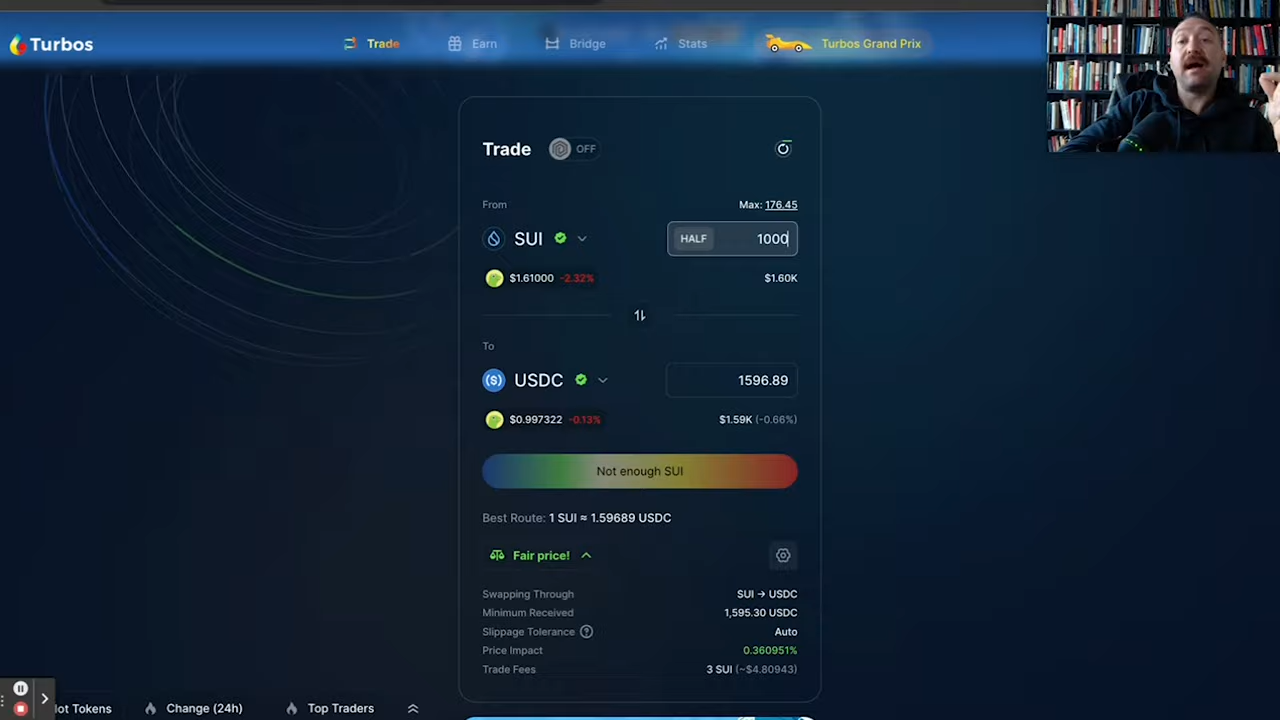 Turbos
Trade
Earn
Bridge
Stats
Turbos Grand Prix
Trade OFF
From Max: 176.45
SUI HALF 1000
$1.61000 -2.32% $1.60K
To
USDC 1596.89
$0.997322 -0.13% $1.59K (-0.66%)
Not enough SUI
Best Route: 1 SUI ≈ 1.59689 USDC
Fair price!
Swapping Through SUI → USDC
Minimum Received 1,595.30 USDC
Slippage Tolerance ? Auto
Price Impact 0.360951%
Trade Fees 3 SUI (~$4.80943)
ot Tokens
Change (24h)
Top Traders